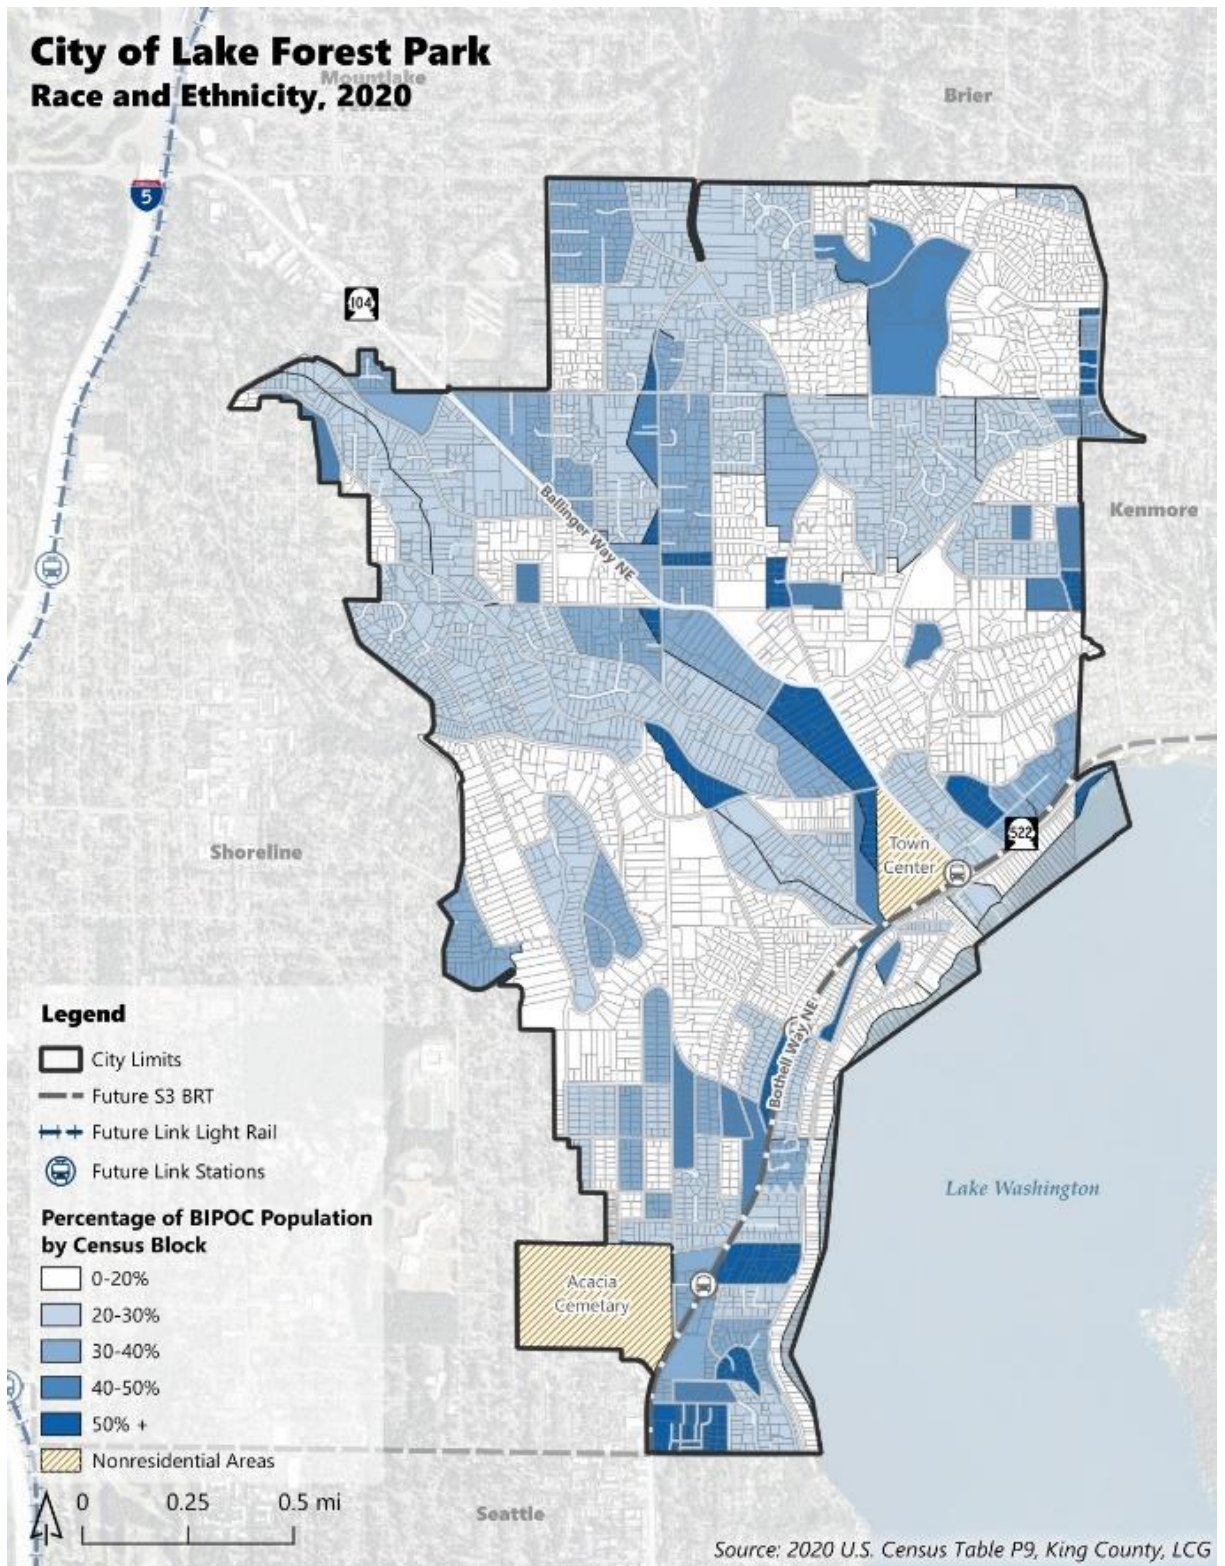 City of Lake Forest Park
Race and Ethnicity, 2020
Mountlake
Brier
5
104
Ballinger Way NE
Kenmore
Shoreline
Town
Center
522
Bothell Way NE
Lake Washington
Acacia
Cemetary
Seattle
Legend
City Limits
Future S3 BRT
Future Link Light Rail
Future Link Stations
Percentage of BIPOC Population
by Census Block
0-20%
20-30%
30-40%
40-50%
50% +
Nonresidential Areas
0 0.25 0.5 mi
Source: 2020 U.S. Census Table P9, King County, LCG